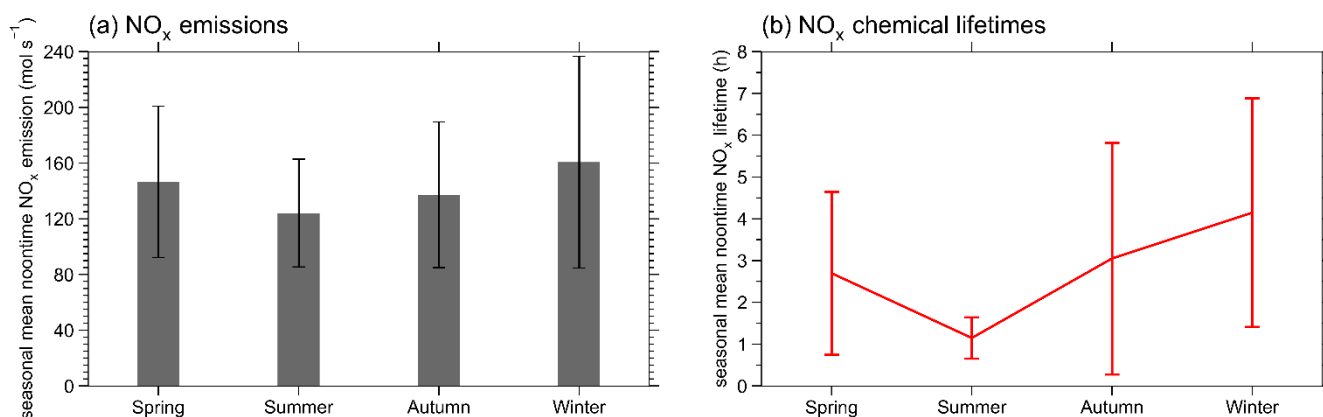 (a) NOₓ emissions
seasonal mean noontime NOₓ emission (mol s⁻¹)
240
200
160
120
80
40
0
Spring Summer Autumn Winter
(b) NOₓ chemical lifetimes
seasonal mean noontime NOₓ lifetime (h)
8
7
6
5
4
3
2
1
0
Spring Summer Autumn Winter